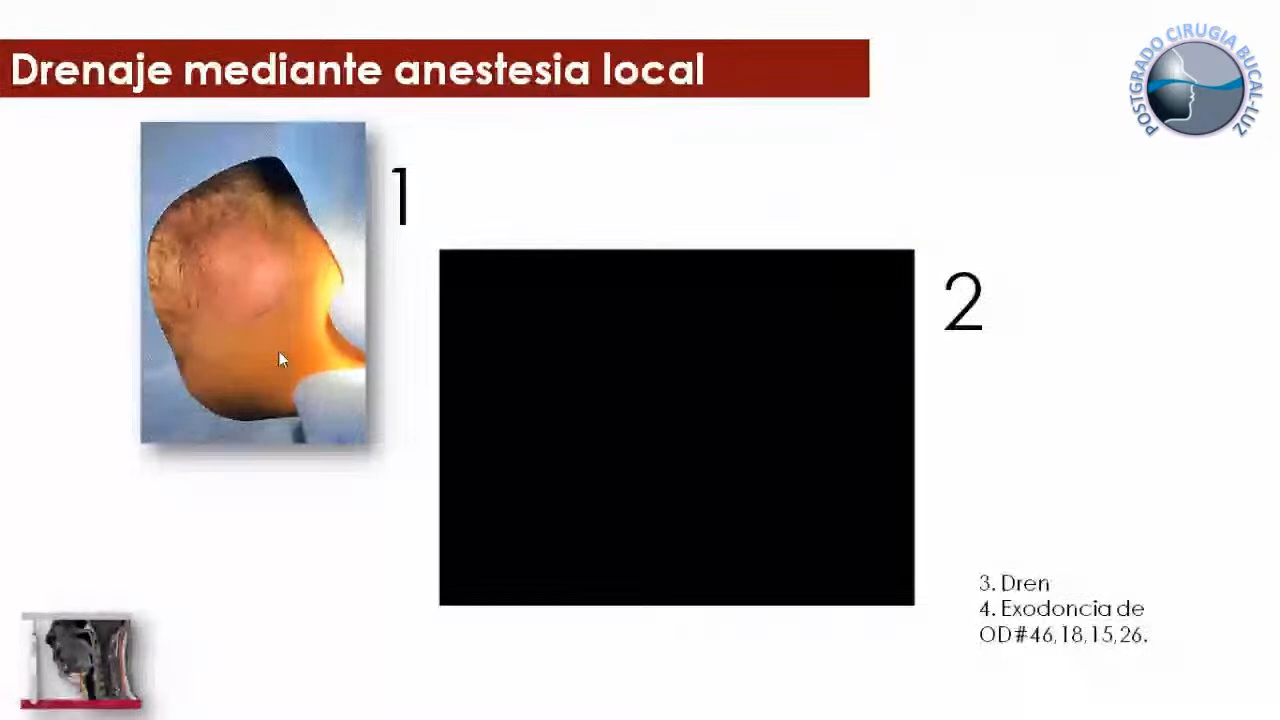 Drenaje mediante anestesia local
POSTGRADO CIRUGIA BUCAL-LUZ
1
2
3. Dren
4. Exodoncia de
OD#46,18,15,26.